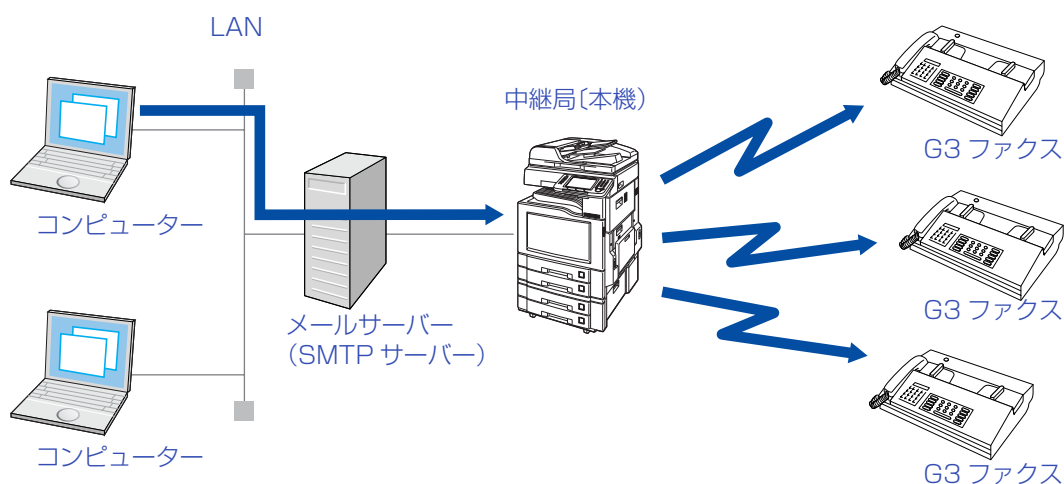 LAN
コンピューター
コンピューター
メールサーバー
（SMTP サーバー）
中継局〔本機〕
G3 ファクス
G3 ファクス
G3 ファクス